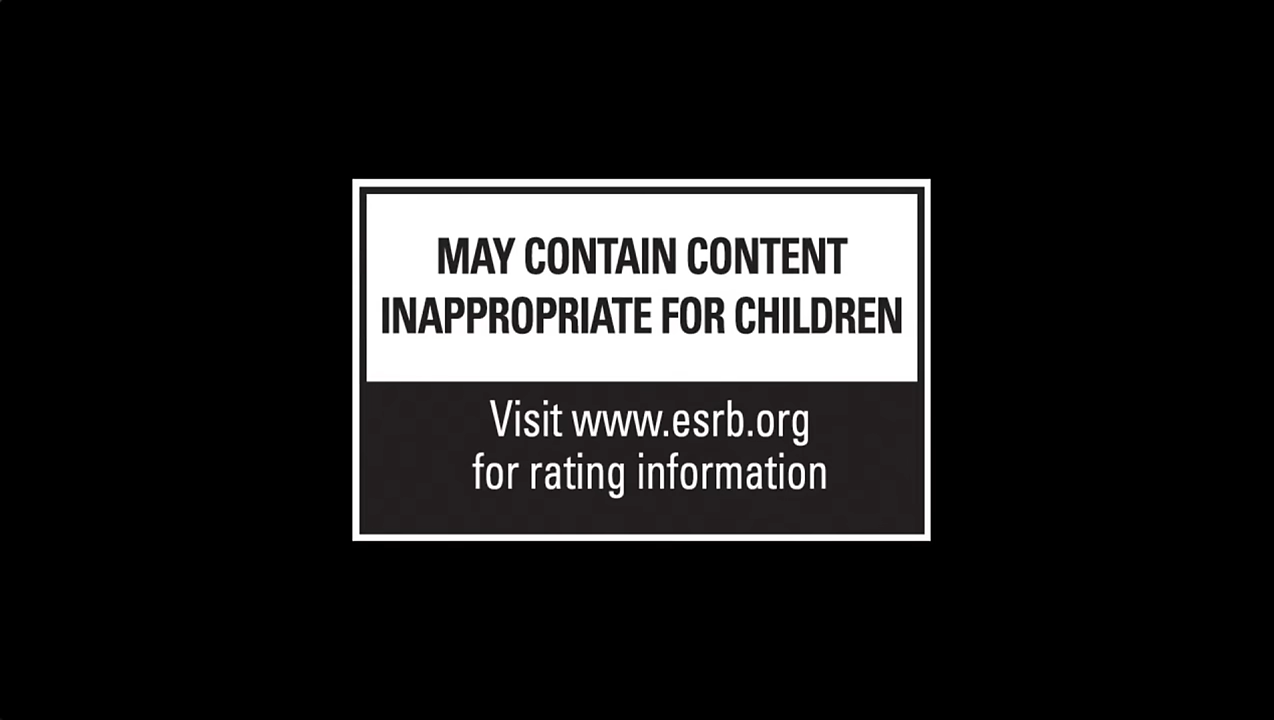 MAY CONTAIN CONTENT
INAPPROPRIATE FOR CHILDREN
Visit www.esrb.org
for rating information